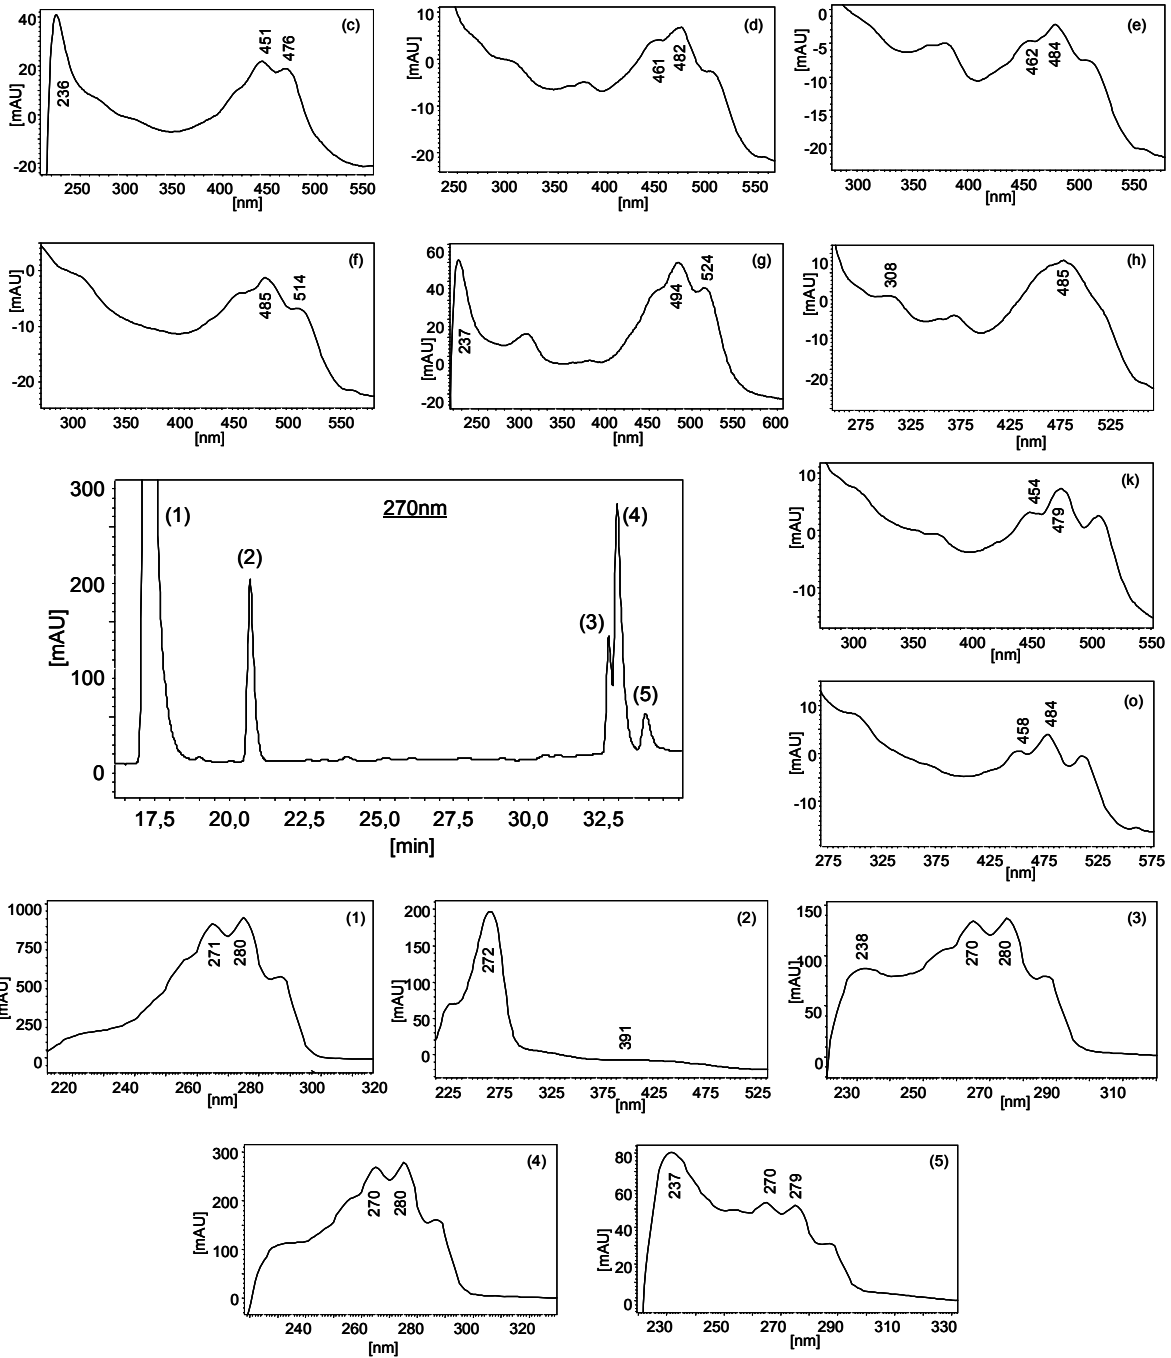 (c)
40
20
0
-20
[mAU]
236
451
476
250 300 350 400 450 500 550
[nm]
(d)
10
0
-10
-20
[mAU]
461
482
250 300 350 400 450 500 550
[nm]
(e)
0
-5
-10
-15
-20
[mAU]
462
484
300 350 400 450 500 550
[nm]
(f)
0
-10
-20
[mAU]
485
514
300 350 400 450 500 550
[nm]
(g)
60
40
20
0
-20
[mAU]
237
494
524
250 300 350 400 450 500 550 600
[nm]
(h)
10
0
-10
-20
[mAU]
308
485
275 325 375 425 475 525
[nm]
270nm
300
200
100
0
[mAU]
(1)
(2)
(3)
(4)
(5)
17,5 20,0 22,5 25,0 27,5 30,0 32,5
[min]
(k)
10
0
-10
[mAU]
454
479
300 350 400 450 500 550
[nm]
(o)
10
0
-10
[mAU]
458
484
275 325 375 425 475 525 575
[nm]
(1)
1000
750
500
250
0
[mAU]
271
280
220 240 260 280 300 320
[nm]
(2)
200
150
100
50
0
[mAU]
272
391
225 275 325 375 425 475 525
[nm]
(3)
150
100
50
0
[mAU]
238
270
280
230 250 270 290 310
[nm]
(4)
300
200
100
0
[mAU]
270
280
240 260 280 300 320
[nm]
(5)
80
60
40
20
0
[mAU]
237
270
279
230 250 270 290 310 330
[nm]